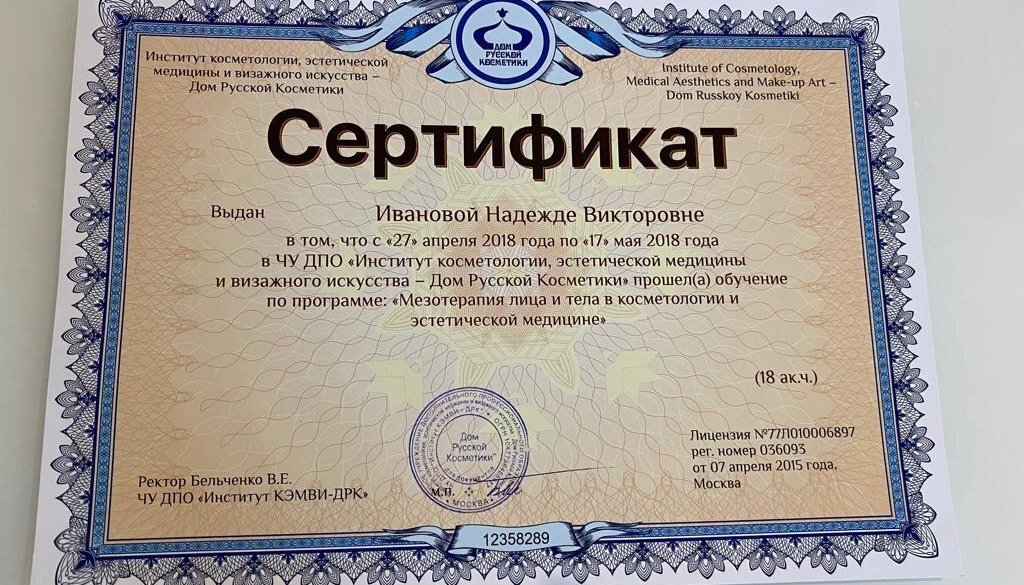 ДОМ
РУССКОЙ
КОСМЕТИКИ
Институт косметологии, эстетической
медицины и визажного искусства –
Дом Русской Косметики
Institute of Cosmetology,
Medical Aesthetics and Make-up Art –
Dom Russkoy Kosmetiki
Сертификат
Выдан Ивановой Надежде Викторовне
в том, что с «27» апреля 2018 года по «17» мая 2018 года
в ЧУ ДПО «Институт косметологии, эстетической медицины
и визажного искусства – Дом Русской Косметики» прошел(а) обучение
по программе: «Мезотерапия лица и тела в косметологии и
эстетической медицине»
(18 ак.ч.)
Лицензия №77Л010006897
рег. номер 036093
от 07 апреля 2015 года,
Москва
Ректор Бельченко В.Е.
ЧУ ДПО «Институт КЭМВИ-ДРК»
Дом
Русской
Косметики"
М.П.
МОСКВА
12358289